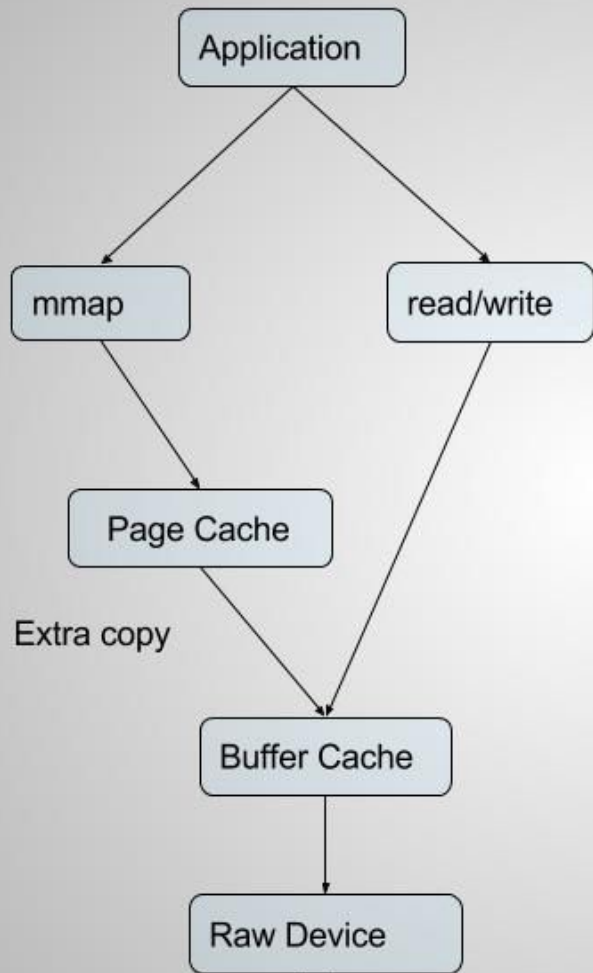 Application
mmap
read/write
Page Cache
Extra copy
Buffer Cache
Raw Device